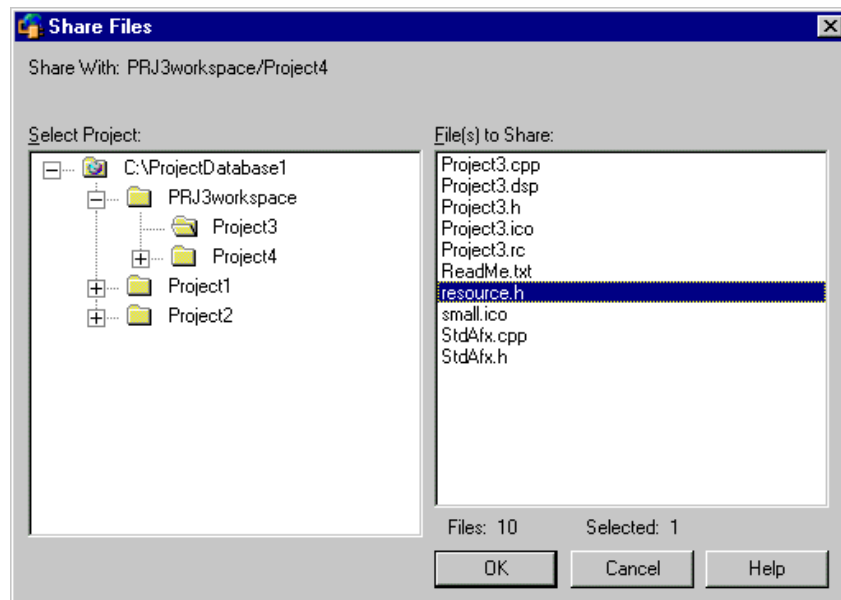 Share Files
Share With: PRJ3workspace/Project4
Select Project:
C:\ProjectDatabase1
PRJ3workspace
Project3
Project4
Project1
Project2
File(s) to Share:
Project3.cpp
Project3.dsp
Project3.h
Project3.ico
Project3.rc
ReadMe.txt
resource.h
small.ico
StdAfx.cpp
StdAfx.h
Files: 10 Selected: 1
OK Cancel Help